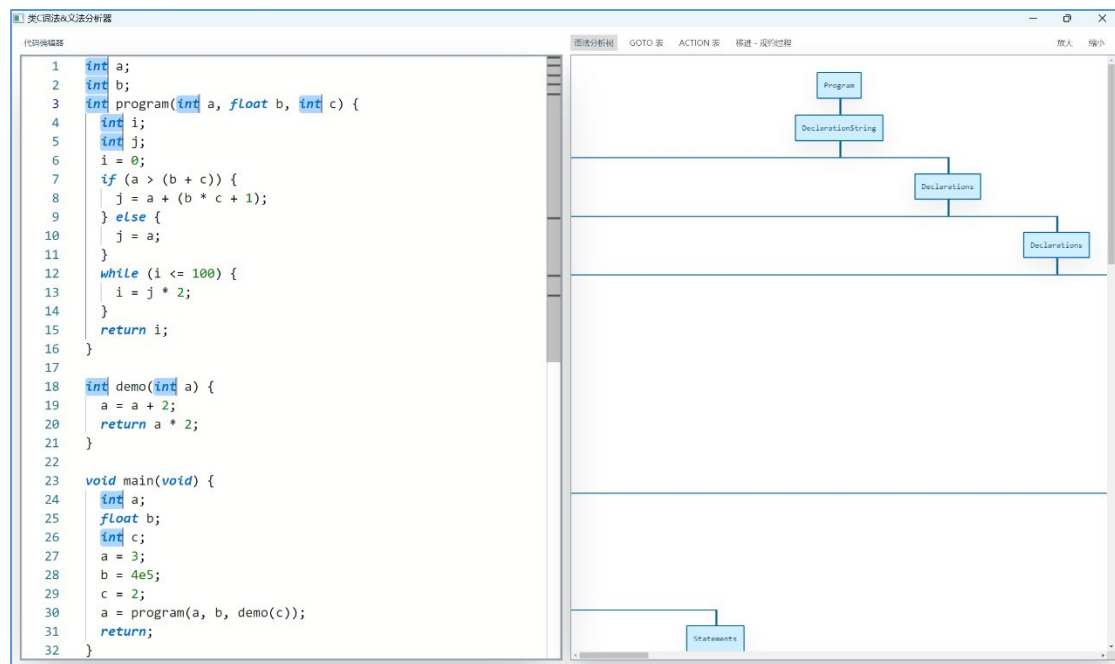 类C词法&文法分析器
代码编辑器
语法分析树 GOTO 表 ACTION 表 移进 - 规约过程 放大 缩小
1 int a;
2 int b;
3 int program(int a, float b, int c) {
4 int i;
5 int j;
6 i = 0;
7 if (a > (b + c)) {
8 j = a + (b * c + 1);
9 } else {
10 j = a;
11 }
12 while (i <= 100) {
13 i = j * 2;
14 }
15 return i;
16 }
17
18 int demo(int a) {
19 a = a + 2;
20 return a * 2;
21 }
22
23 void main(void) {
24 int a;
25 float b;
26 int c;
27 a = 3;
28 b = 4e5;
29 c = 2;
30 a = program(a, b, demo(c));
31 return;
32 }
Program
DeclarationString
Declarations
Declarations
Statements